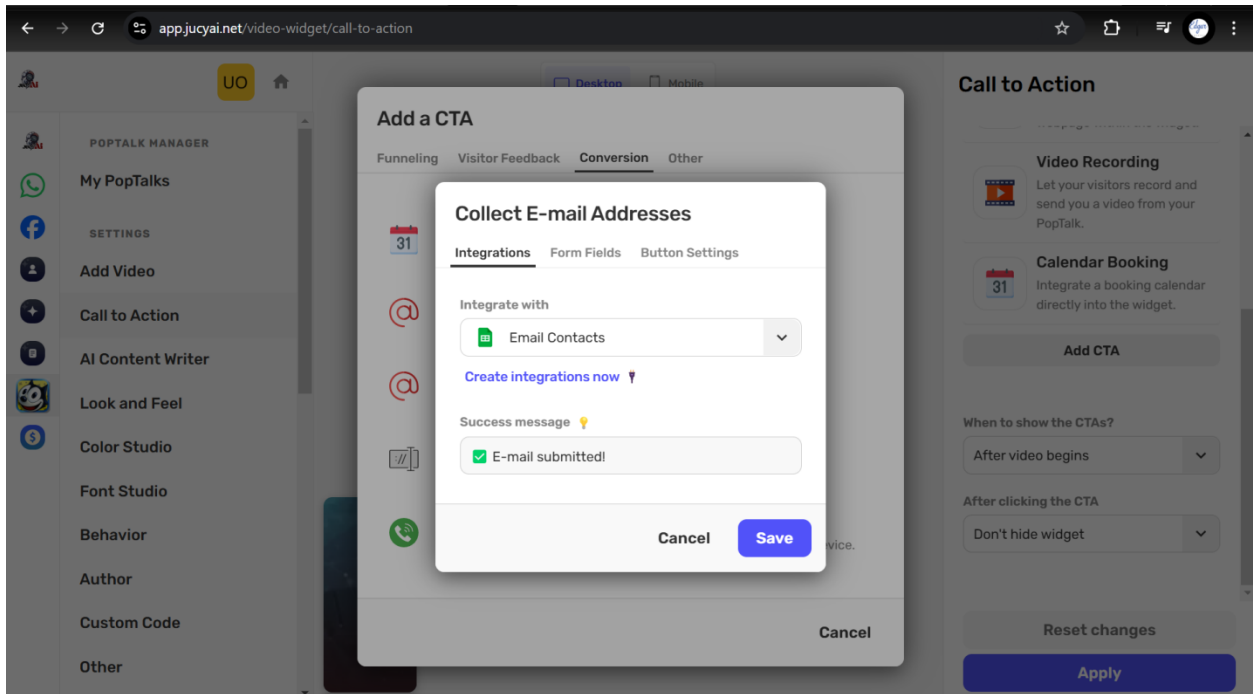 app.jucyai.net/video-widget/call-to-action
UO
POPTALK MANAGER
My PopTalks
SETTINGS
Add Video
Call to Action
AI Content Writer
Look and Feel
Color Studio
Font Studio
Behavior
Author
Custom Code
Other
Desktop
Mobile
Add a CTA
Funneling Visitor Feedback Conversion Other
31
Collect E-mail Addresses
Integrations Form Fields Button Settings
Integrate with
Email Contacts
Create integrations now
Success message
E-mail submitted!
Cancel Save
vice.
Cancel
Call to Action
Video Recording
Let your visitors record and
send you a video from your
PopTalk.
31
Calendar Booking
Integrate a booking calendar
directly into the widget.
Add CTA
When to show the CTAs?
After video begins
After clicking the CTA
Don't hide widget
Reset changes
Apply